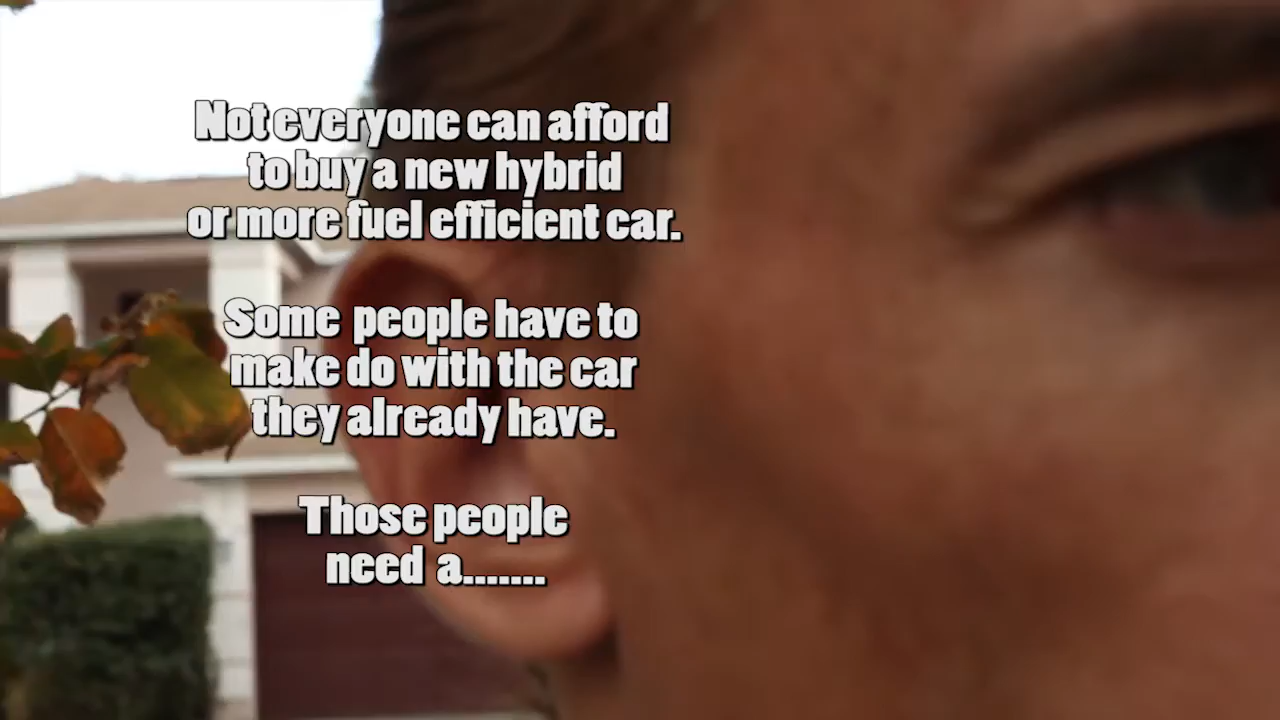 Not everyone can afford
to buy a new hybrid
or more fuel efficient car.
Some people have to
make do with the car
they already have.
Those people
need a.......